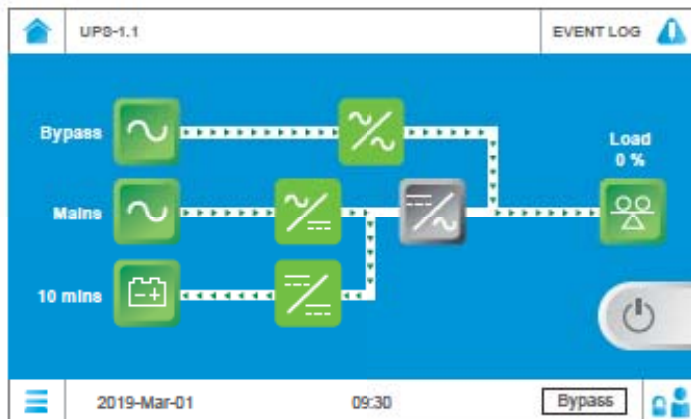 UPS-1.1
EVENT LOG
Bypass
Load
0 %
Mains
10 mins
2019-Mar-01
09:30
Bypass